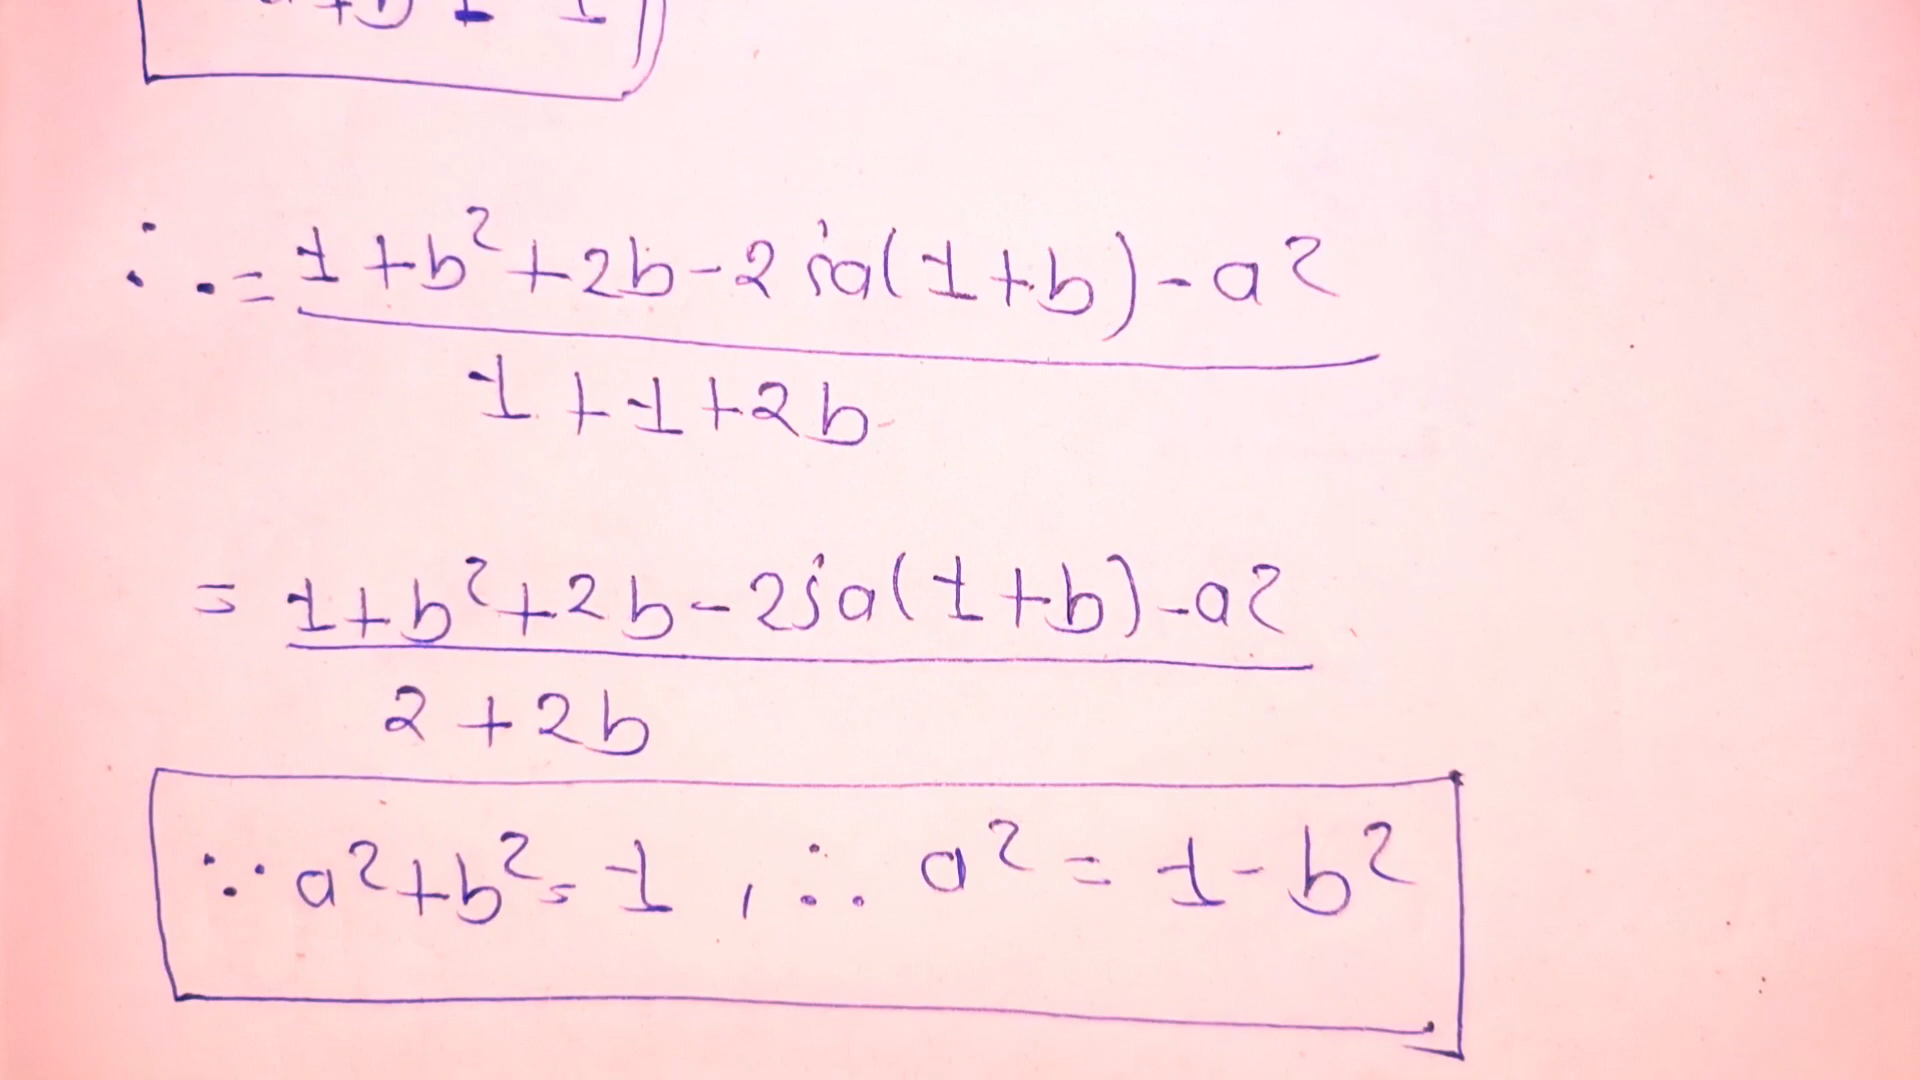 ∴ = 1+b²+2b-2ia(1+b)-a²
1+1+2b
= 1+b²+2b-2ia(1+b)-a²
2+2b
∵ a²+b²=1, ∴ a²=1-b²